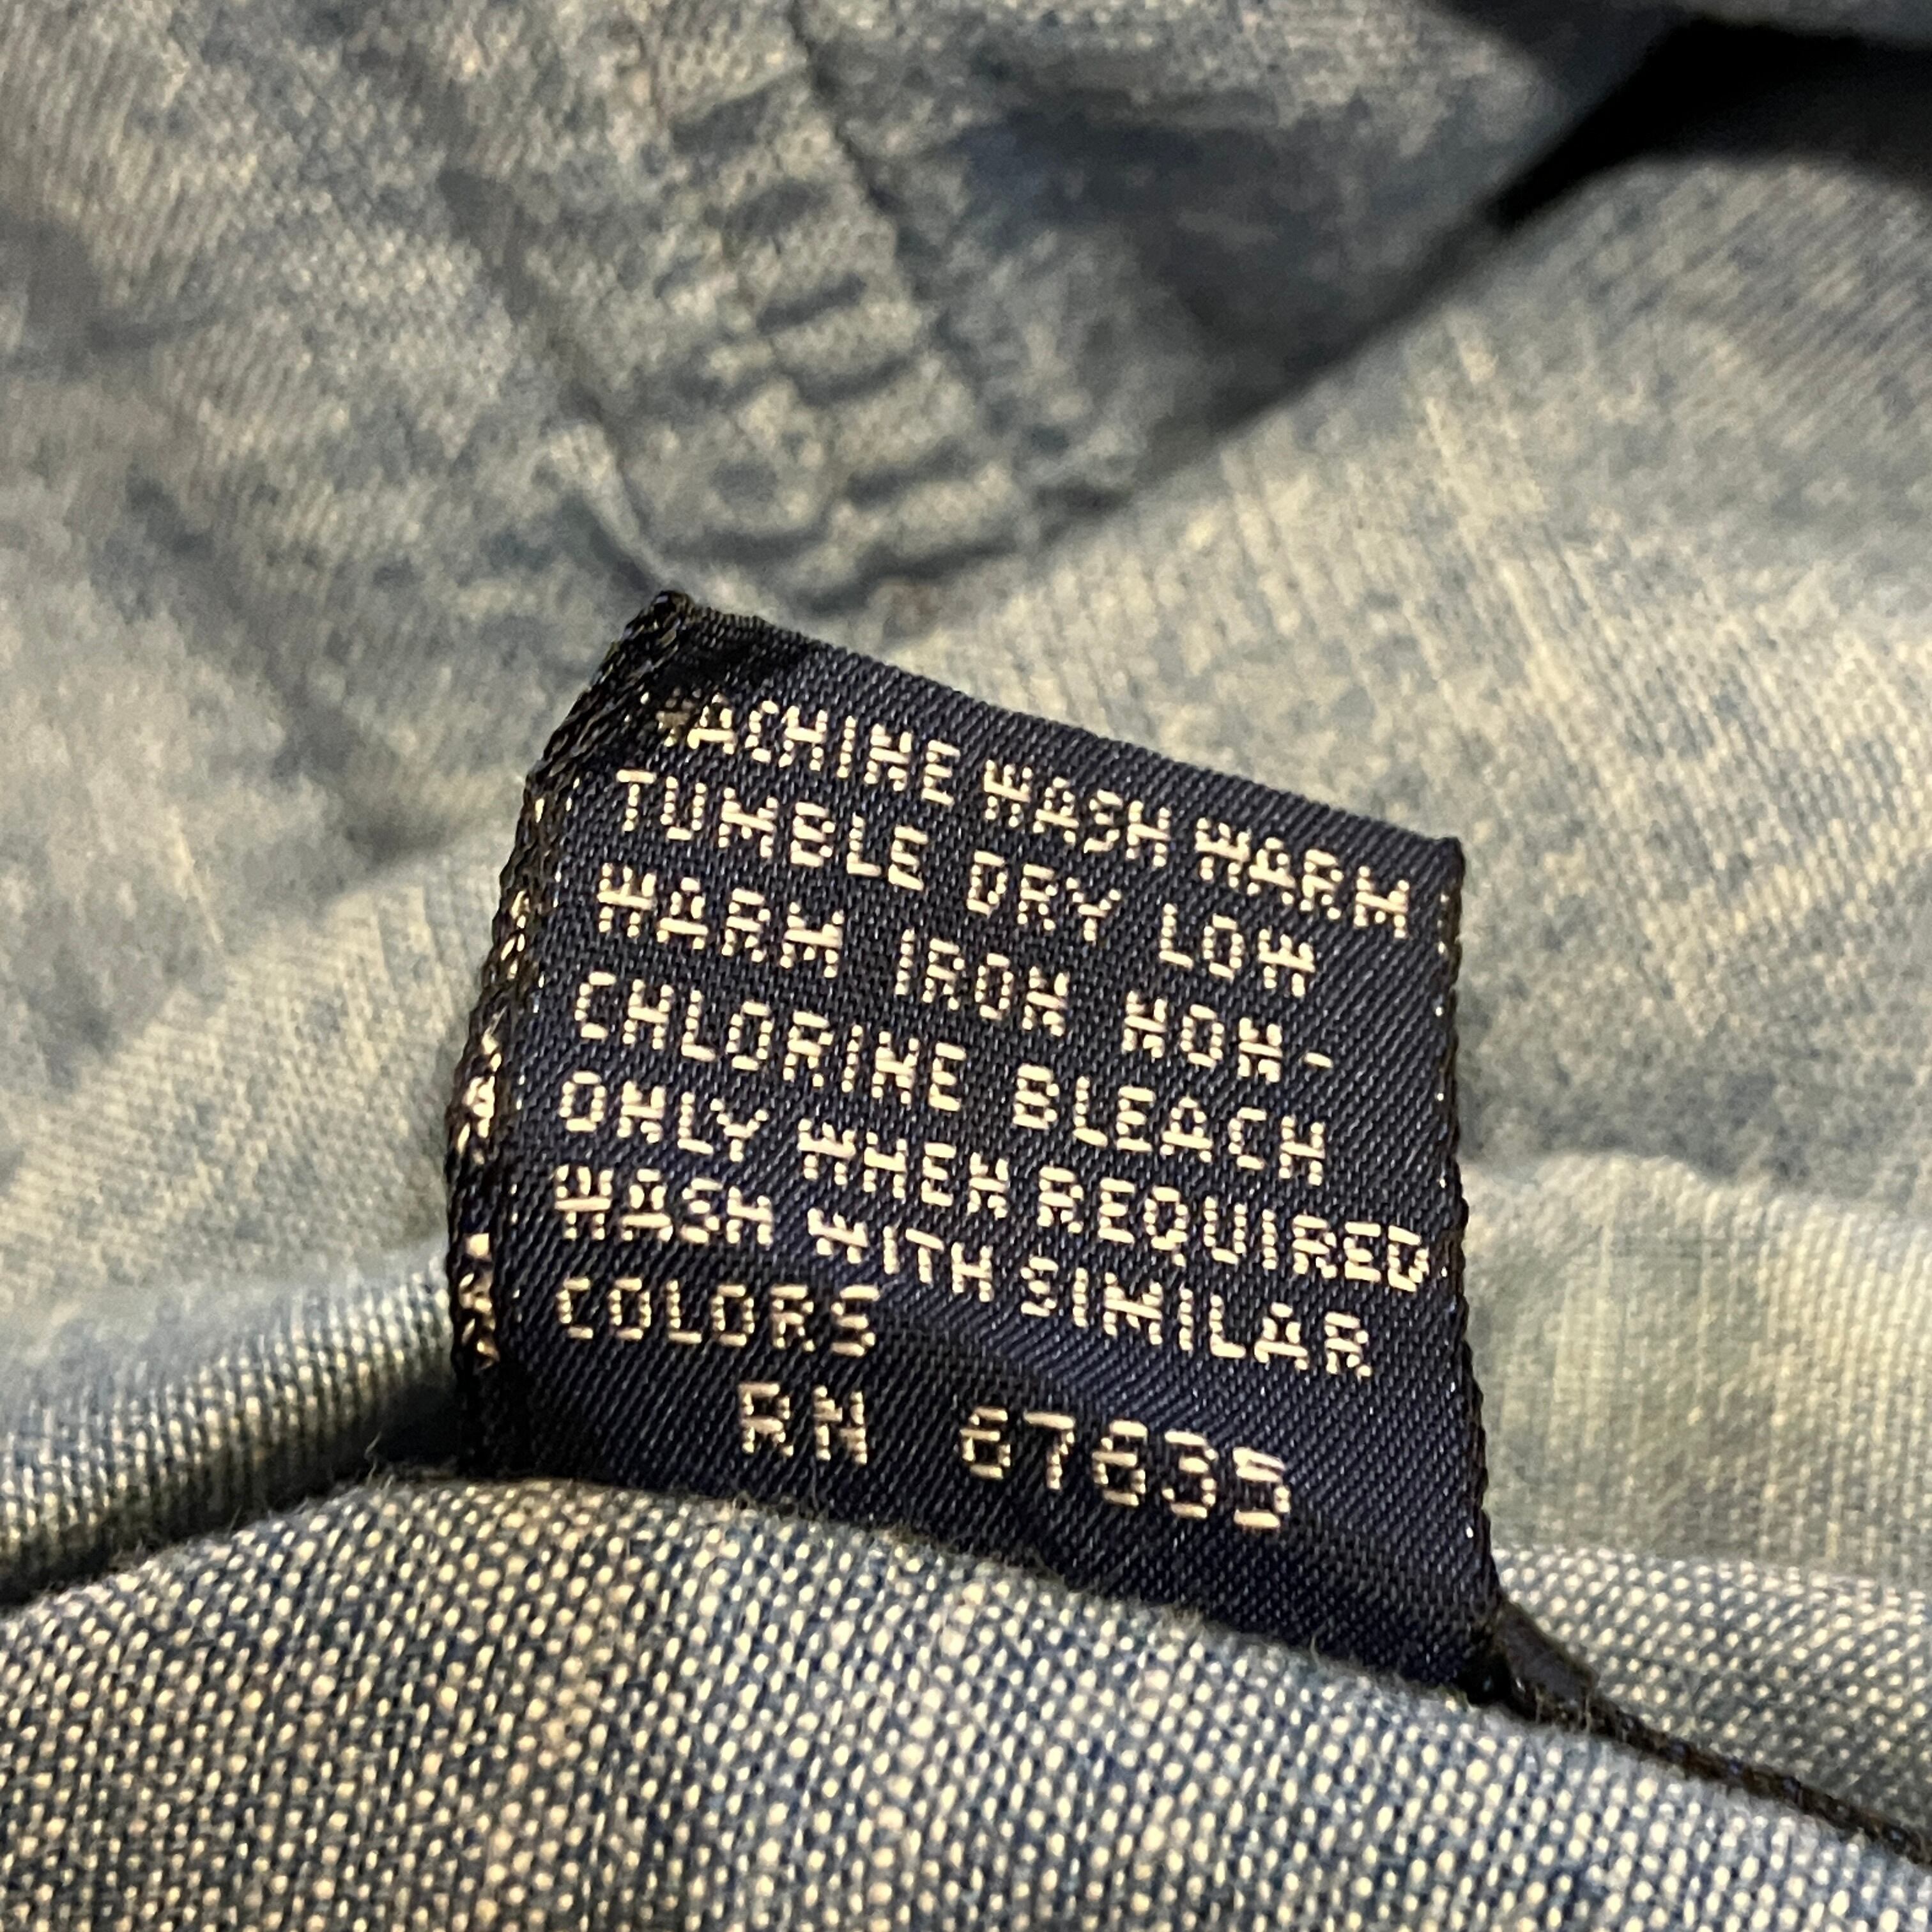 MACHINE WASH WARM
TUMBLE DRY LOW
WARM IRON NON-
CHLORINE BLEACH
ONLY WHEN REQUIRED
WASH WITH SIMILAR
COLORS
RN 67635